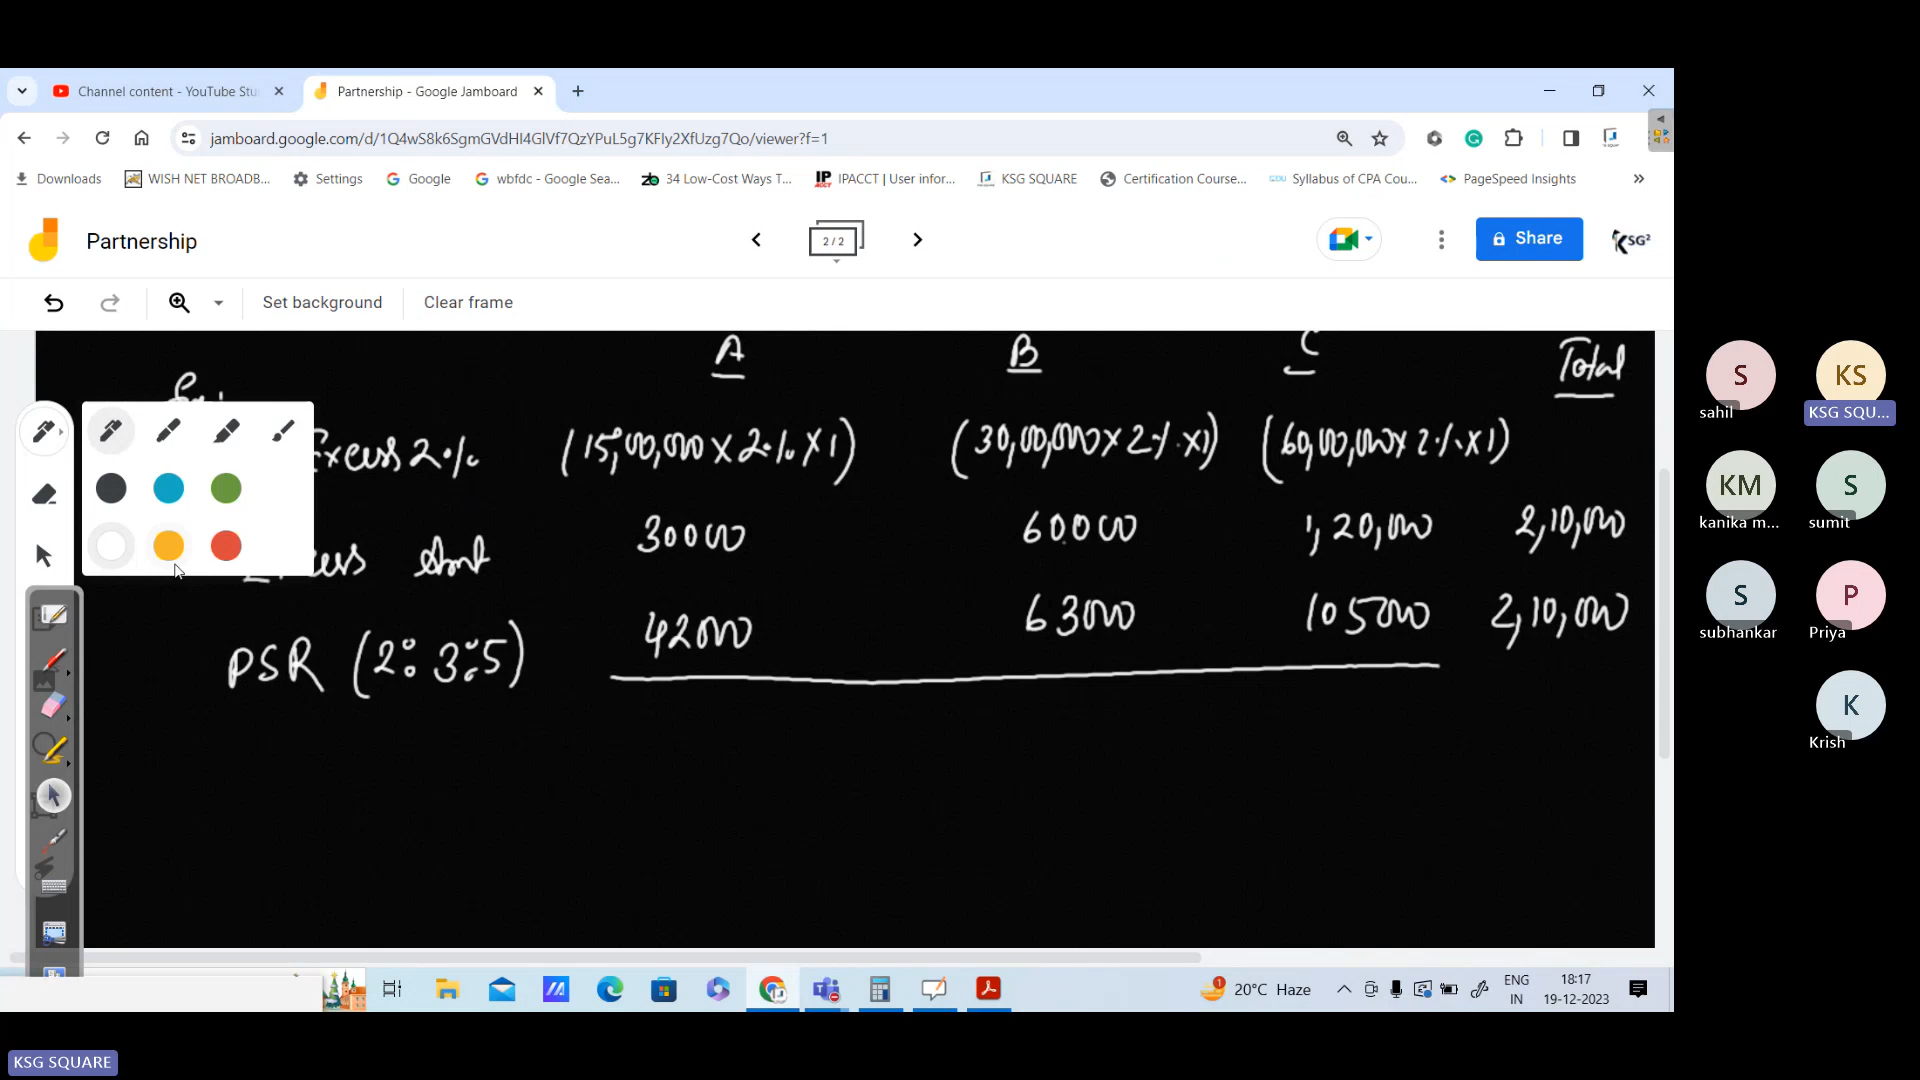 Channel content - YouTube Stu
Partnership - Google Jamboard
jamboard.google.com/d/1Q4wS8k6SgmGVdHI4GlVf7QzYPuL5g7KFly2XfUzg7Qo/viewer?f=1
Downloads
WISH NET BROADB...
Settings
Google
wbfdc - Google Sea...
34 Low-Cost Ways T...
IPACCT | User infor...
KSG SQUARE
Certification Course...
Syllabus of CPA Cou...
PageSpeed Insights
Partnership
2 / 2
Share
KSG²
Set background
Clear frame
A B C Total
Excess 2% (15,00,000 x 2% x 1) (30,00,000 x 2% x 1) (60,00,000 x 2% x 1)
30000 60000 1,20,000 2,10,000
PSR (2:3:5) 42000 63000 105000 2,10,000
S
sahil
KS
KSG SQU...
KM
kanika m...
S
sumit
S
subhankar
P
Priya
K
Krish
1
20°C Haze
ENG
IN
18:17
19-12-2023
KSG SQUARE